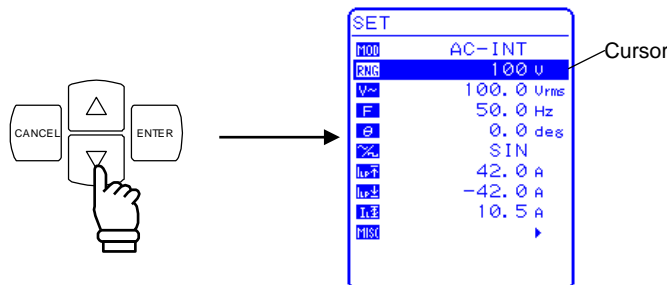 SET
MOD AC-INT
RNG 100 V
Cursor
V~ 100.0 Vrms
F 50.0 Hz
θ 0.0 deg
SIN
42.0 A
-42.0 A
10.5 A
MISC
CANCEL
ENTER